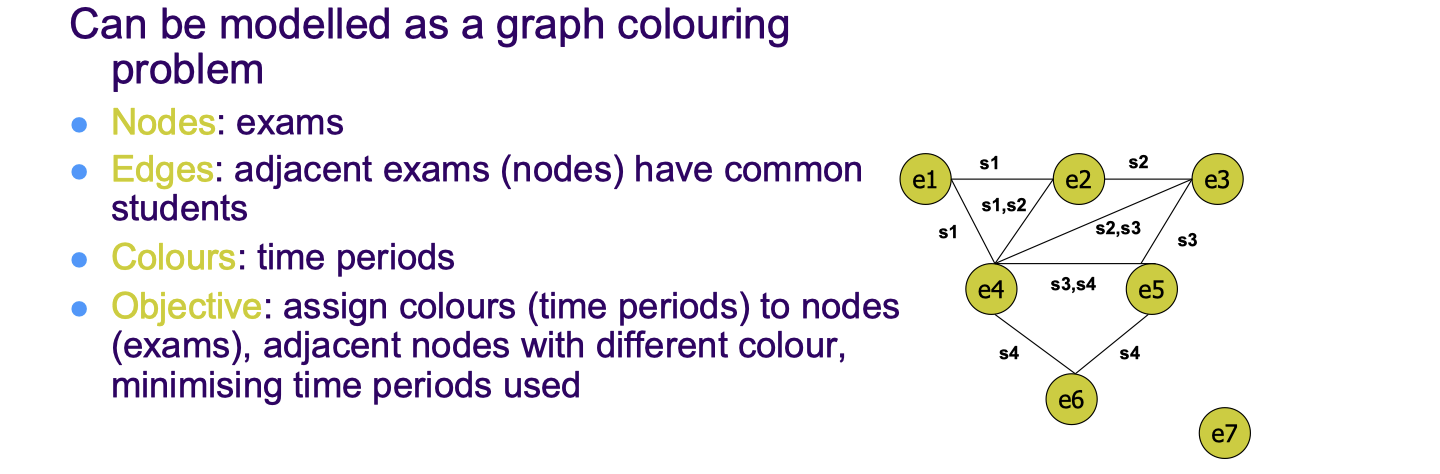 Can be modelled as a graph colouring
problem
Nodes: exams
Edges: adjacent exams (nodes) have common
students
Colours: time periods
Objective: assign colours (time periods) to nodes
(exams), adjacent nodes with different colour,
minimising time periods used
s1 s2
e1 e2 e3
s1,s2
s2,s3
s1 s3
e4 s3,s4 e5
s4 s4
e6
e7